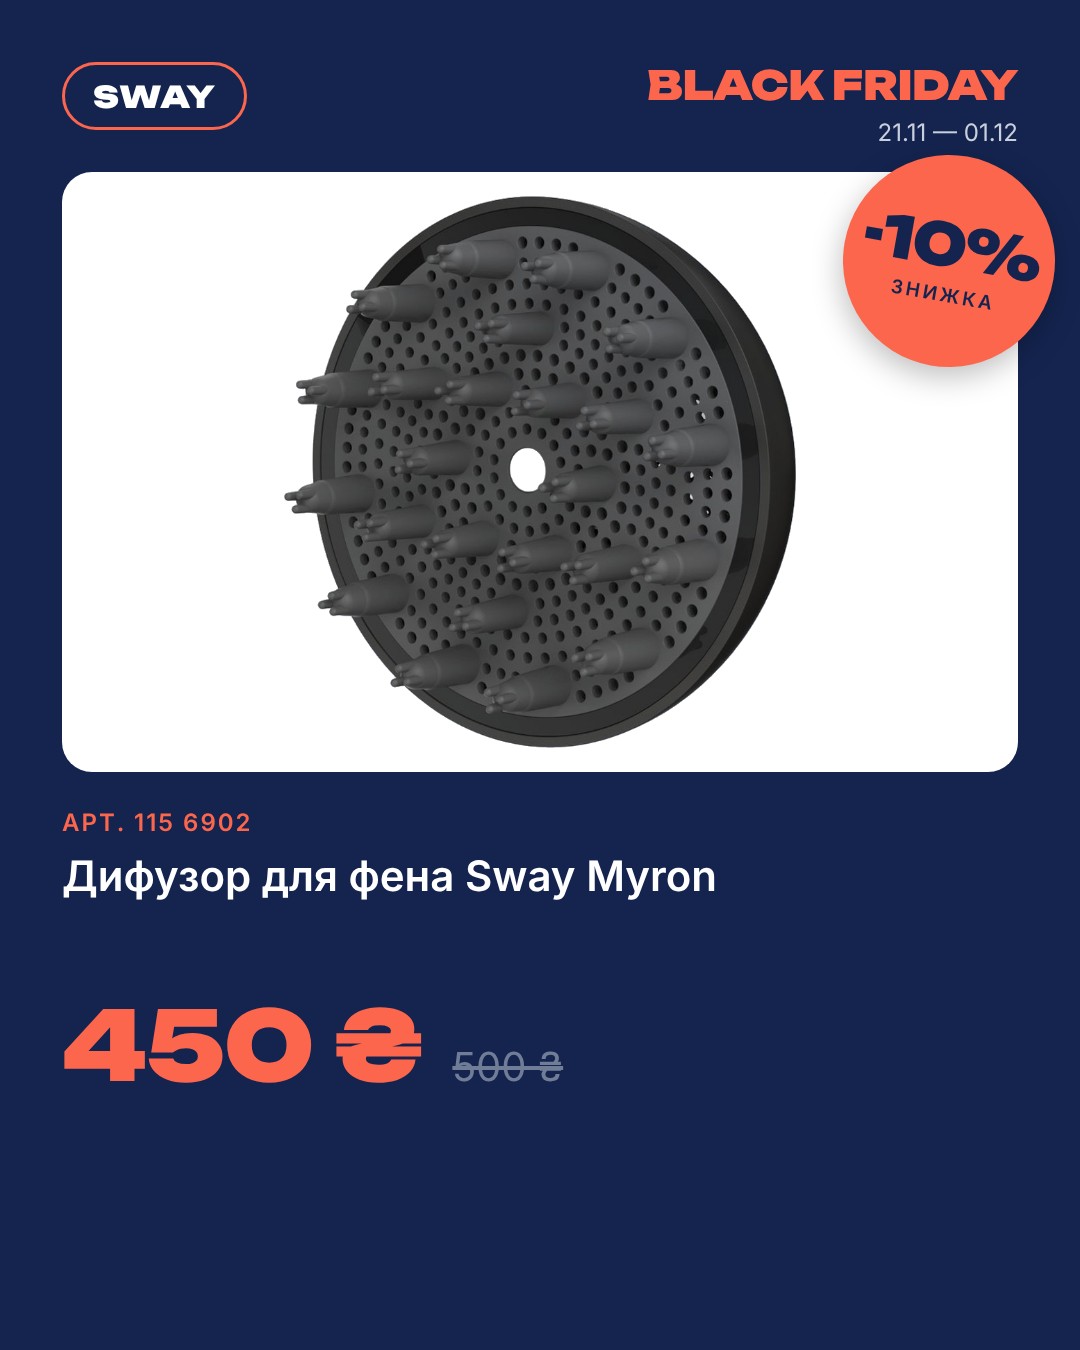 SWAY
BLACK FRIDAY
21.11 — 01.12
-10%
ЗНИЖКА
АРТ. 115 6902
Дифузор для фена Sway Myron
450 ₴ 500 ₴